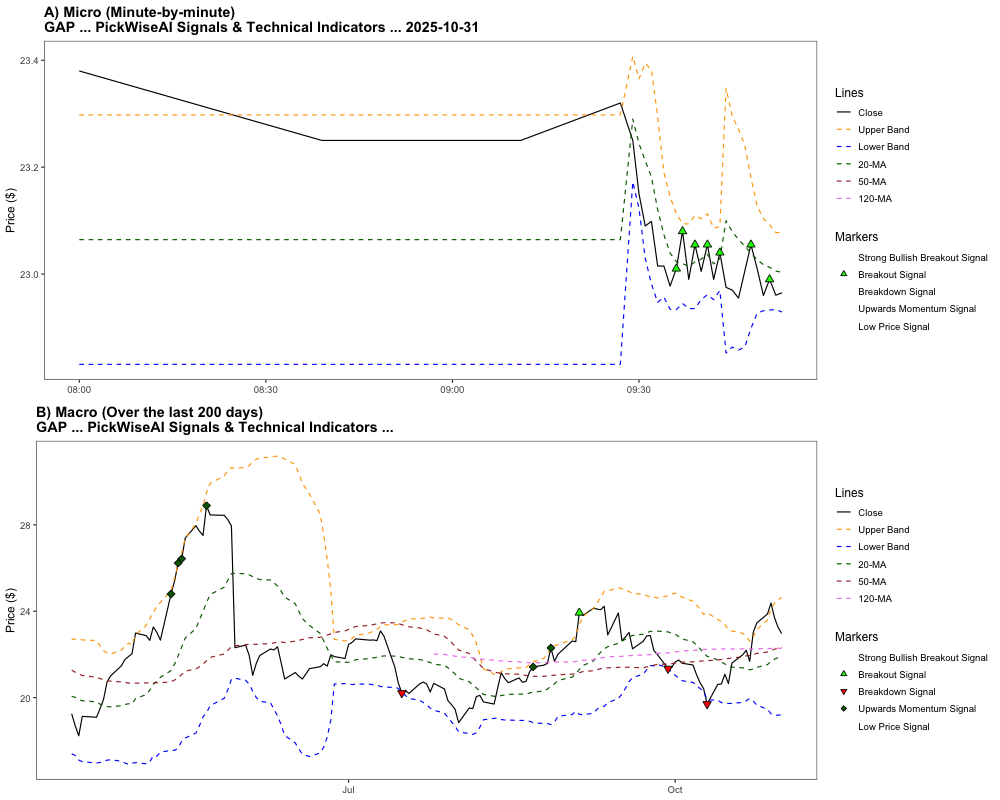 A) Micro (Minute-by-minute)
GAP ... PickWiseAI Signals & Technical Indicators ... 2025-10-31
Price ($)
23.4
23.2
23.0
08:00
08:30
09:00
09:30
Lines
Close
Upper Band
Lower Band
20-MA
50-MA
120-MA
Markers
Strong Bullish Breakout Signal
Breakout Signal
Breakdown Signal
Upwards Momentum Signal
Low Price Signal
B) Macro (Over the last 200 days)
GAP ... PickWiseAI Signals & Technical Indicators ...
Price ($)
28
24
20
Jul
Oct
Lines
Close
Upper Band
Lower Band
20-MA
50-MA
120-MA
Markers
Strong Bullish Breakout Signal
Breakout Signal
Breakdown Signal
Upwards Momentum Signal
Low Price Signal